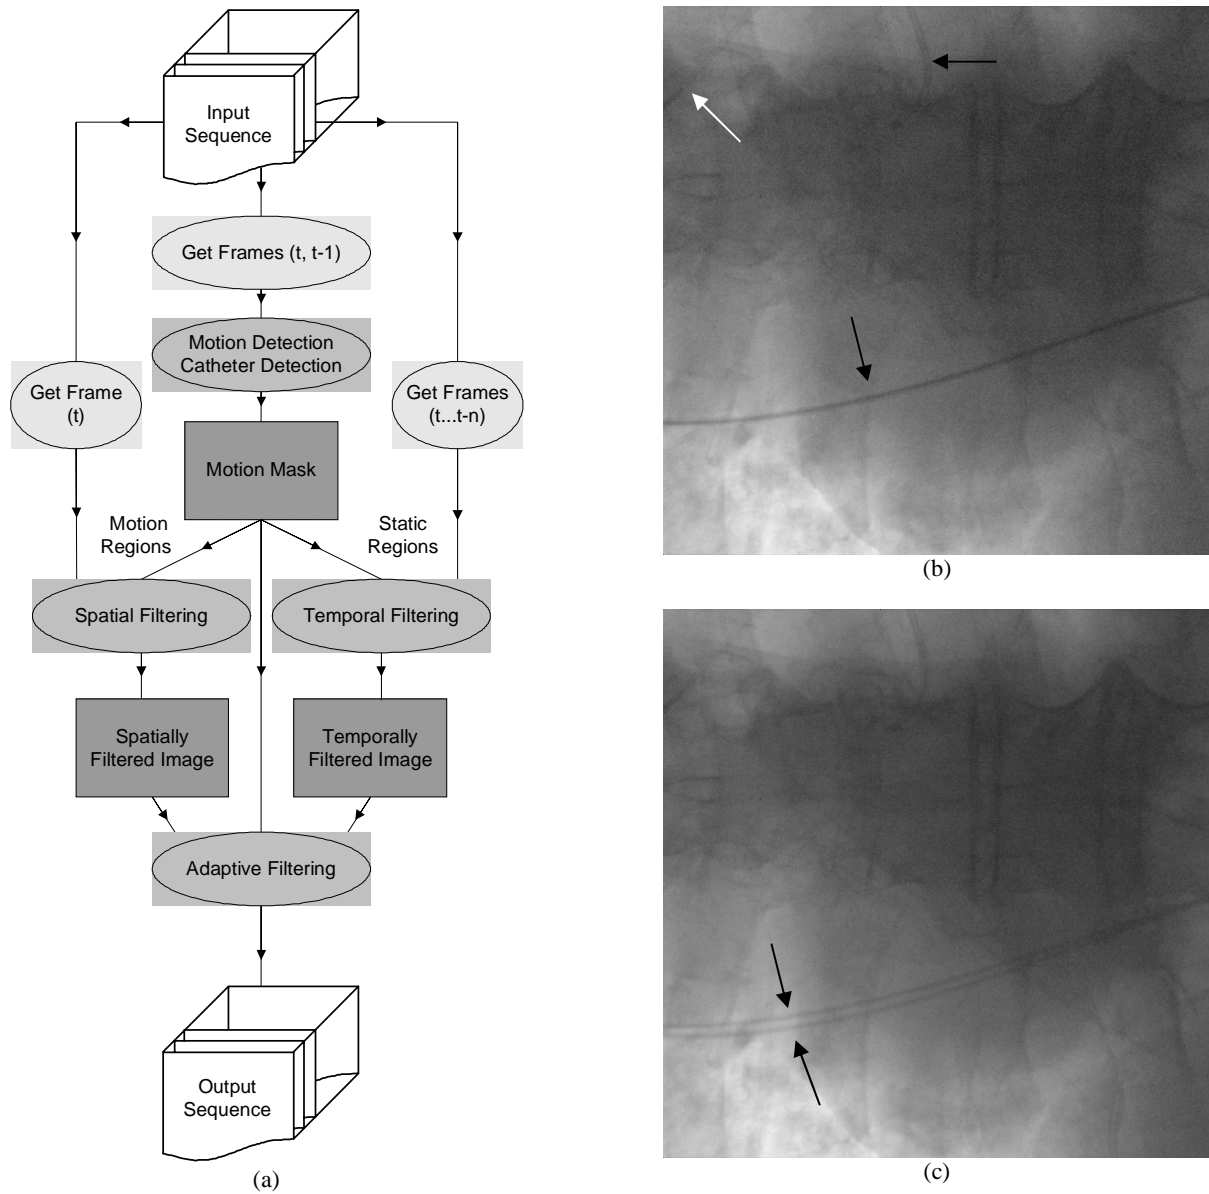 Input
Sequence
Get Frames (t, t-1)
Motion Detection
Catheter Detection
Get Frame
(t)
Get Frames
(t...t-n)
Motion Mask
Motion
Regions
Static
Regions
Spatial Filtering
Temporal Filtering
Spatially
Filtered Image
Temporally
Filtered Image
Adaptive Filtering
Output
Sequence
(a)
(b)
(c)